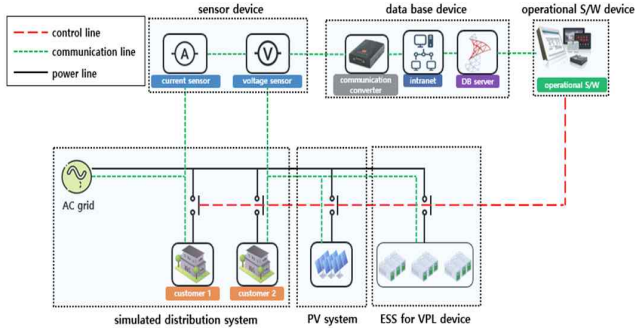 sensor device
data base device
operational S/W device
control line
communication line
power line
A
V
current sensor
voltage sensor
communication
converter
intranet
DB server
operational S/W
AC grid
customer 1
customer 2
simulated distribution system
PV system
ESS for VPL device